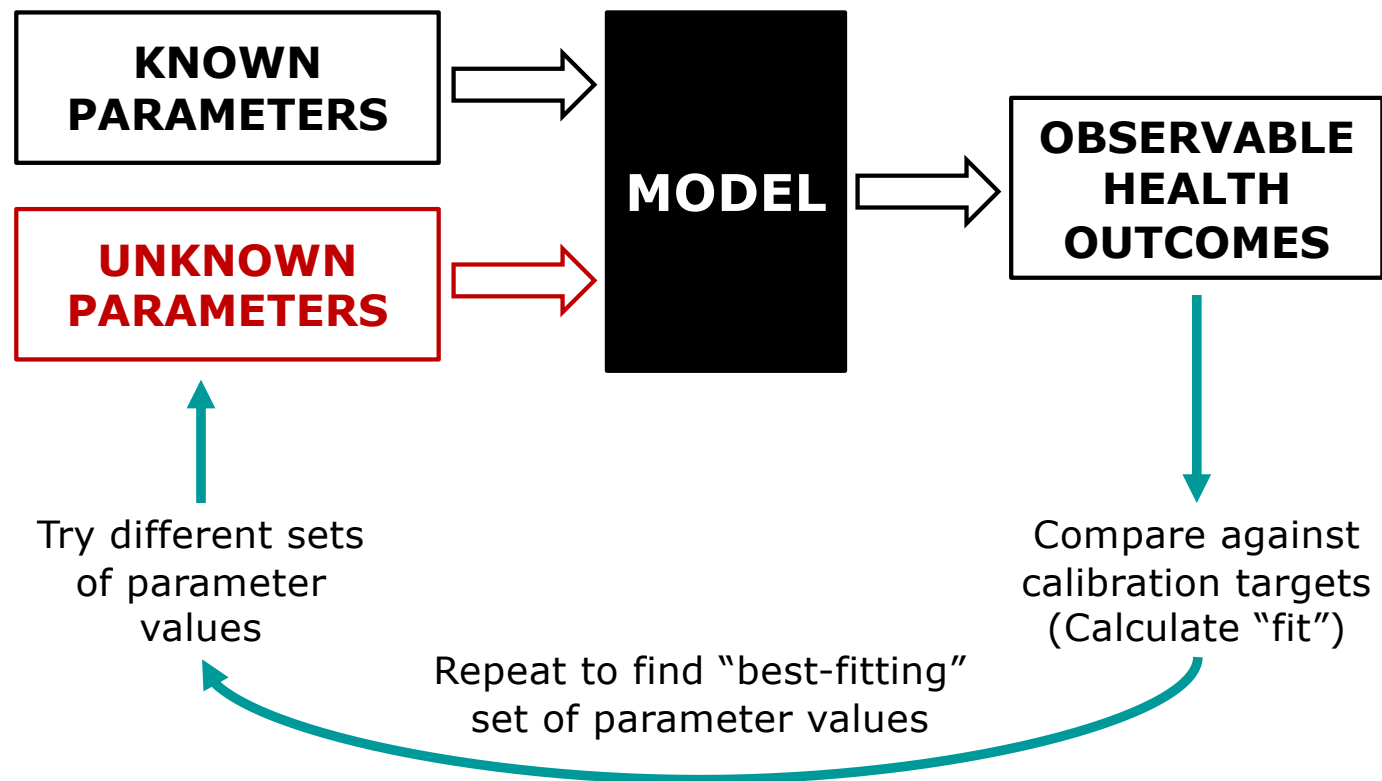 KNOWN
PARAMETERS
UNKNOWN
PARAMETERS
MODEL
OBSERVABLE
HEALTH
OUTCOMES
Try different sets
of parameter
values
Compare against
calibration targets
(Calculate “fit”)
Repeat to find “best-fitting”
set of parameter values